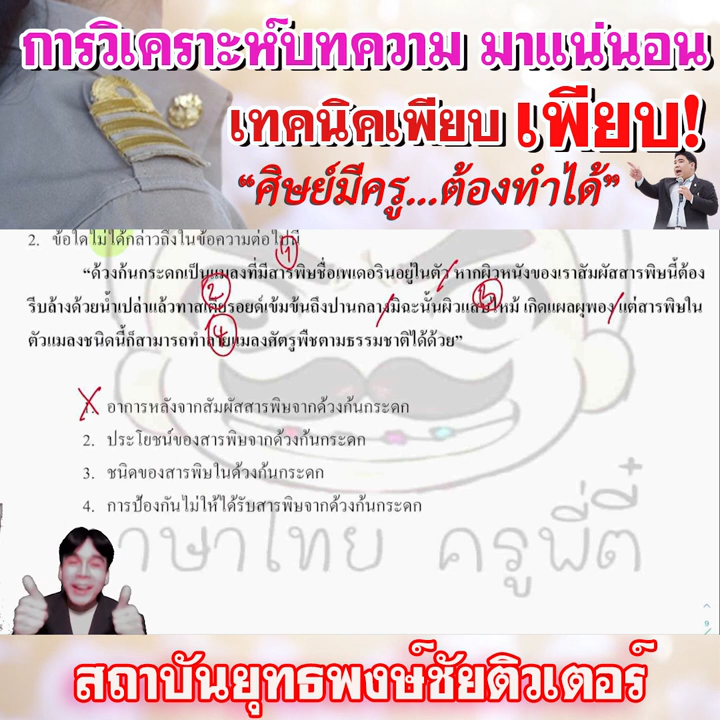 การวิเคราะห์บทความ มาแน่นอน
เทคนิคเพียบ เพียบ!
“ศิษย์มีครู...ต้องทำได้”
2. ข้อใดไม่ได้กล่าวถึงในข้อความต่อไปนี้
1
“ด้วงก้นกระดกเป็นแมลงที่มีสารพิษชื่อเพเดอรินอยู่ในตัว หากผิวหนังของเราสัมผัสสารพิษนี้ต้อง
2 3
รีบล้างด้วยน้ำเปล่าแล้วทาสเตียรอยด์เข้มข้นถึงปานกลางมิฉะนั้นผิวแสบไหม้ เกิดแผลผุพอง แต่สารพิษใน
4
ตัวแมลงชนิดนี้ก็สามารถทำลายแมลงศัตรูพืชตามธรรมชาติได้ด้วย”
1. อาการหลังจากสัมผัสสารพิษจากด้วงก้นกระดก
2. ประโยชน์ของสารพิษจากด้วงก้นกระดก
3. ชนิดของสารพิษในด้วงก้นกระดก
4. การป้องกันไม่ให้ได้รับสารพิษจากด้วงก้นกระดก
ภาษาไทย ครูพี่ตี๋
สถาบันยุทธพงษ์ชัยติวเตอร์